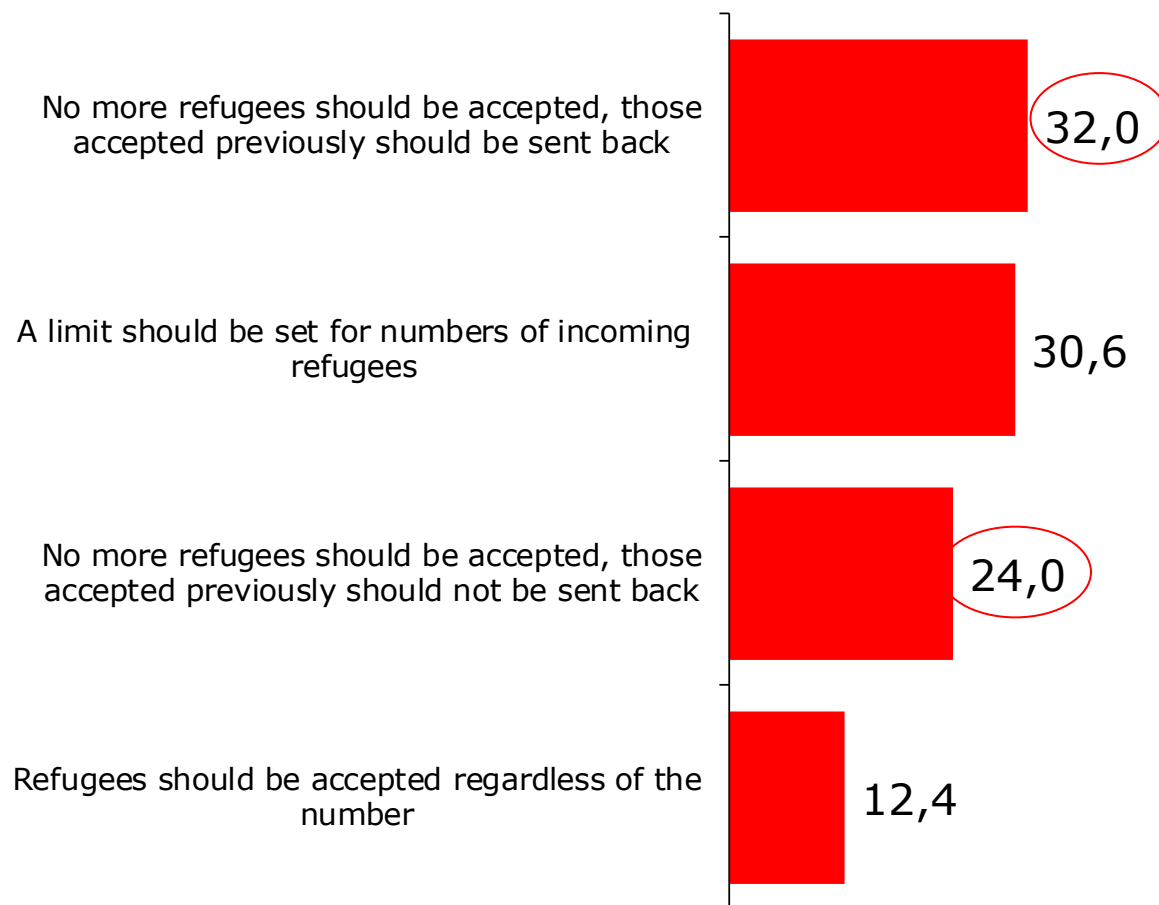 No more refugees should be accepted, those
accepted previously should be sent back
32,0
A limit should be set for numbers of incoming
refugees
30,6
No more refugees should be accepted, those
accepted previously should not be sent back
24,0
Refugees should be accepted regardless of the
number
12,4